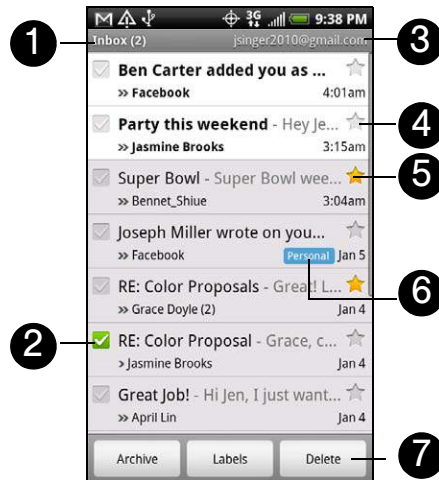 3G 9:38 PM
1 Inbox (2) jsinger2010@gmail.com 3
Ben Carter added you as ...
» Facebook 4:01am
Party this weekend - Hey Je... 4
» Jasmine Brooks 3:15am
Super Bowl - Super Bowl wee... 5
» Bennet_Shiue 3:04am
Joseph Miller wrote on you...
» Facebook Personal Jan 5
6
RE: Color Proposals - Great! L...
» Grace Doyle (2) Jan 4
2 RE: Color Proposal - Grace, c...
› Jasmine Brooks Jan 4
Great Job! - Hi Jen, I just want...
» April Lin Jan 4
Archive Labels Delete 7